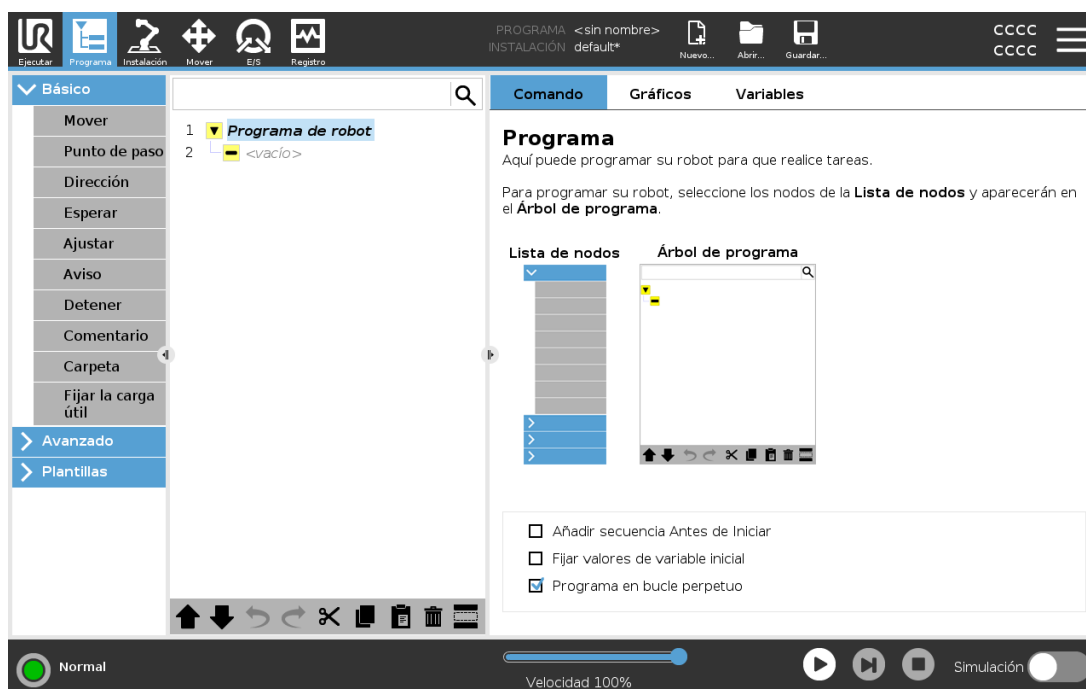 UR
PROGRAMA <sin nombre>
INSTALACIÓN default*
CCCC
CCCC
Ejecutar Programa Instalación Mover E/S Registro Nuevo... Abrir... Guardar...
Básico
Mover
Punto de paso
Dirección
Esperar
Ajustar
Aviso
Detener
Comentario
Carpeta
Fijar la carga
útil
Avanzado
Plantillas
1 Programa de robot
2 <vacío>
Comando Gráficos Variables
Programa
Aquí puede programar su robot para que realice tareas.
Para programar su robot, seleccione los nodos de la Lista de nodos y aparecerán en
el Árbol de programa.
Lista de nodos Árbol de programa
Añadir secuencia Antes de Iniciar
Fijar valores de variable inicial
Programa en bucle perpetuo
Normal
Velocidad 100%
Simulación